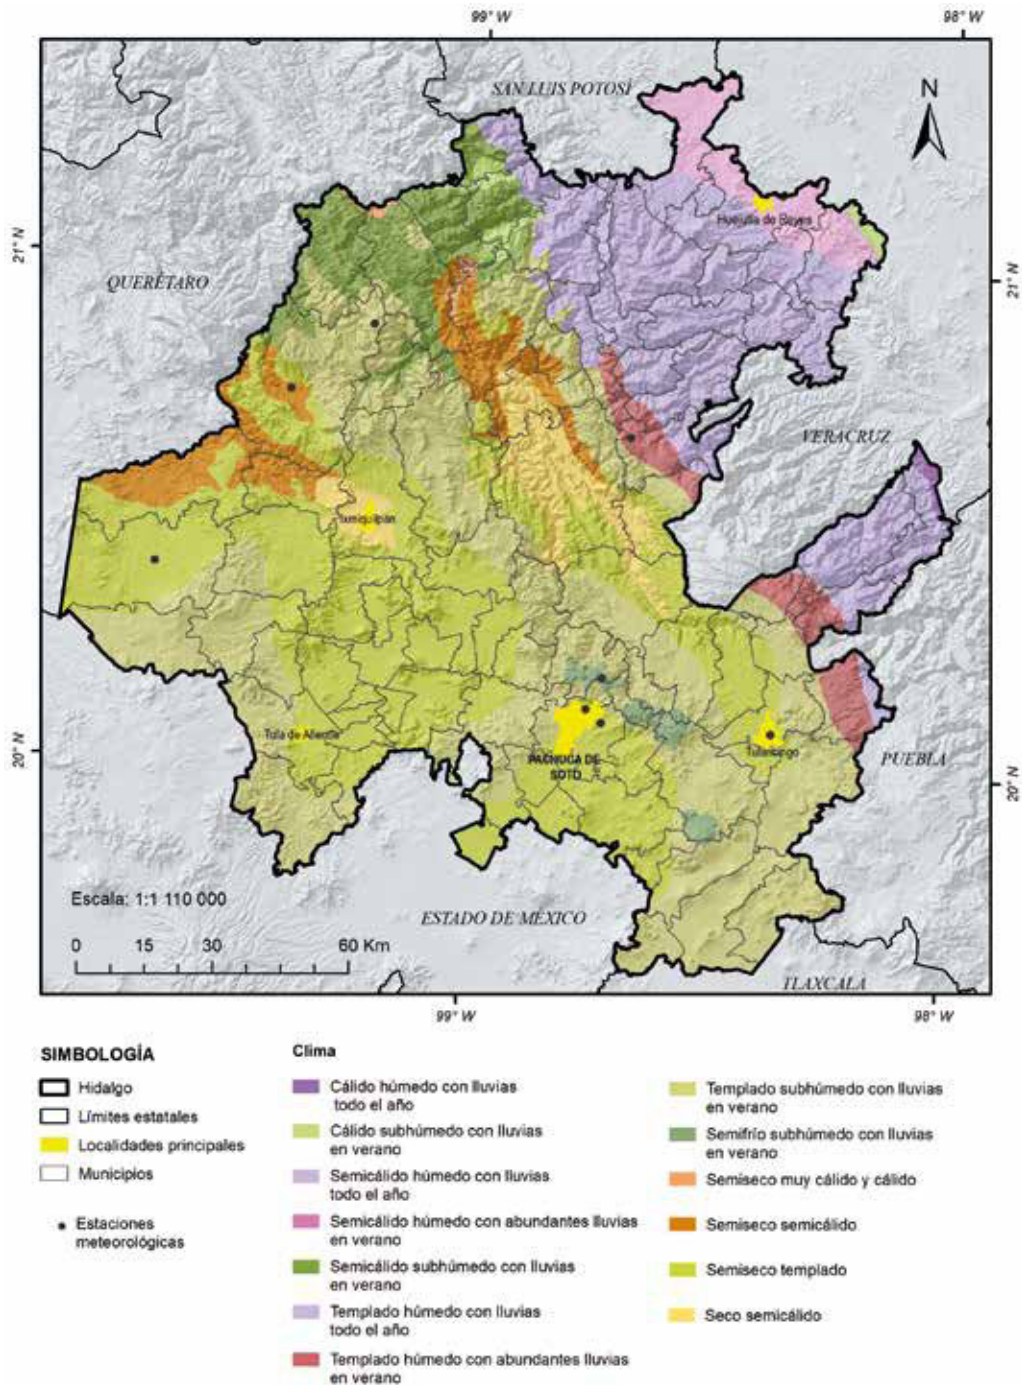 99° W
98° W
SAN LUIS POTOSÍ
N
Huejutla de Reyes
21° N
21° N
QUERÉTARO
VERACRUZ
Ixmiquilpan
Tula de Allende
Tulancingo
20° N
PACHUCA DE
SOTO
PUEBLA
20° N
Escala: 1:1 110 000
ESTADO DE MÉXICO
0 15 30 60 Km
TLAXCALA
99° W
98° W
SIMBOLOGÍA
Hidalgo
Límites estatales
Localidades principales
Municipios
Estaciones
meteorológicas
Clima
Cálido húmedo con lluvias
todo el año
Cálido subhúmedo con lluvias
en verano
Semicálido húmedo con lluvias
todo el año
Semicálido húmedo con abundantes lluvias
en verano
Semicálido subhúmedo con lluvias
en verano
Templado húmedo con lluvias
todo el año
Templado húmedo con abundantes lluvias
en verano
Templado subhúmedo con lluvias
en verano
Semifrío subhúmedo con lluvias
en verano
Semiseco muy cálido y cálido
Semiseco semicálido
Semiseco templado
Seco semicálido